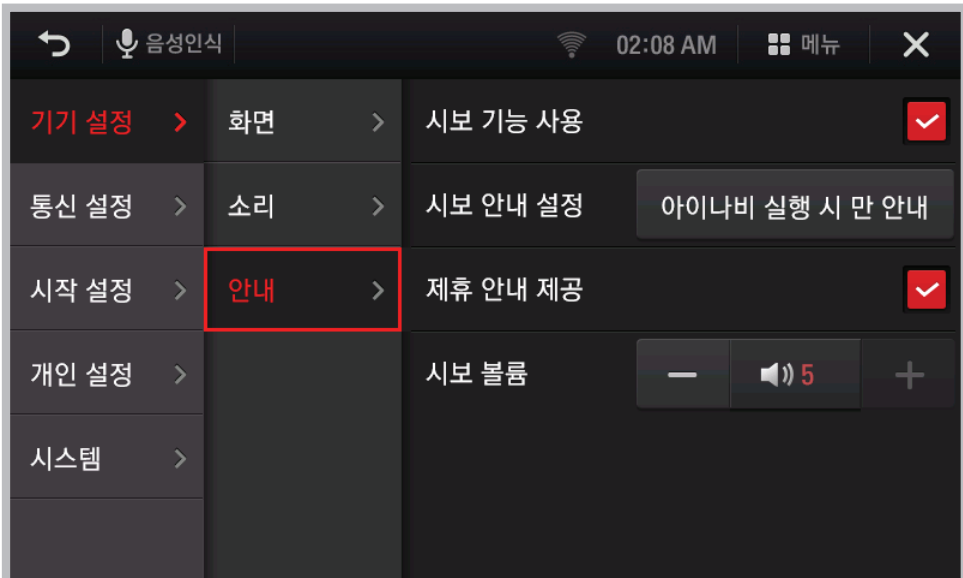 음성인식
02:08 AM
메뉴
기기 설정
통신 설정
시작 설정
개인 설정
시스템
화면
소리
안내
시보 기능 사용
시보 안내 설정
아이나비 실행 시 만 안내
제휴 안내 제공
시보 볼륨
5